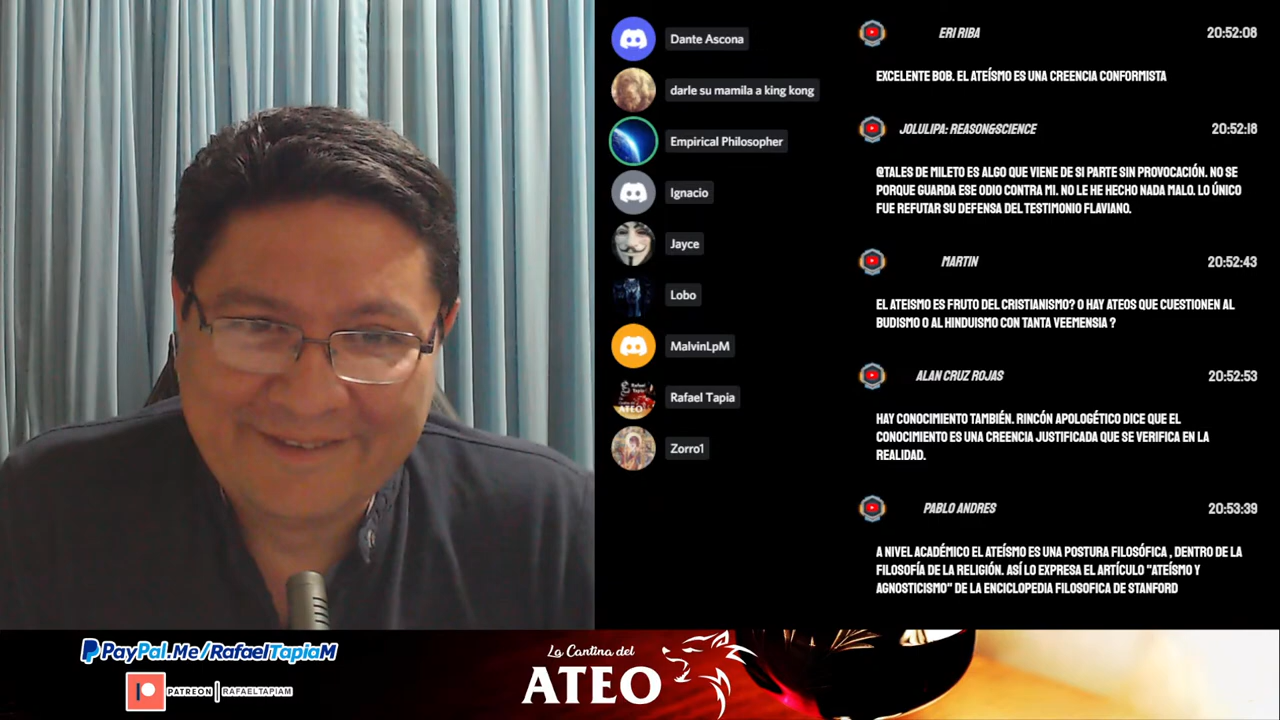 Dante Ascona
darle su mamila a king kong
Empirical Philosopher
Ignacio
Jayce
Lobo
MalvinLpM
Rafael Tapia
Zorro1
ERI RIBA 20:52:08
EXCELENTE BOB. EL ATEÍSMO ES UNA CREENCIA CONFORMISTA
JOLULIPA: REASON&SCIENCE 20:52:18
@TALES DE MILETO ES ALGO QUE VIENE DE SI PARTE SIN PROVOCACIÓN. NO SE
PORQUE GUARDA ESE ODIO CONTRA MI. NO LE HE HECHO NADA MALO. LO ÚNICO
FUE REFUTAR SU DEFENSA DEL TESTIMONIO FLAVIANO.
MARTIN 20:52:43
EL ATEISMO ES FRUTO DEL CRISTIANISMO? O HAY ATEOS QUE CUESTIONEN AL
BUDISMO O AL HINDUISMO CON TANTA VEEMENSIA ?
ALAN CRUZ ROJAS 20:52:53
HAY CONOCIMIENTO TAMBIÉN. RINCÓN APOLOGÉTICO DICE QUE EL
CONOCIMIENTO ES UNA CREENCIA JUSTIFICADA QUE SE VERIFICA EN LA
REALIDAD.
PABLO ANDRES 20:53:39
A NIVEL ACADÉMICO EL ATEÍSMO ES UNA POSTURA FILOSÓFICA , DENTRO DE LA
FILOSOFÍA DE LA RELIGIÓN. ASÍ LO EXPRESA EL ARTÍCULO "ATEÍSMO Y
AGNOSTICISMO" DE LA ENCICLOPEDIA FILOSOFICA DE STANFORD
PayPal.Me/RafaelTapiaM
PATREON | RAFAELTAPIAM
La Cantina del
ATEO